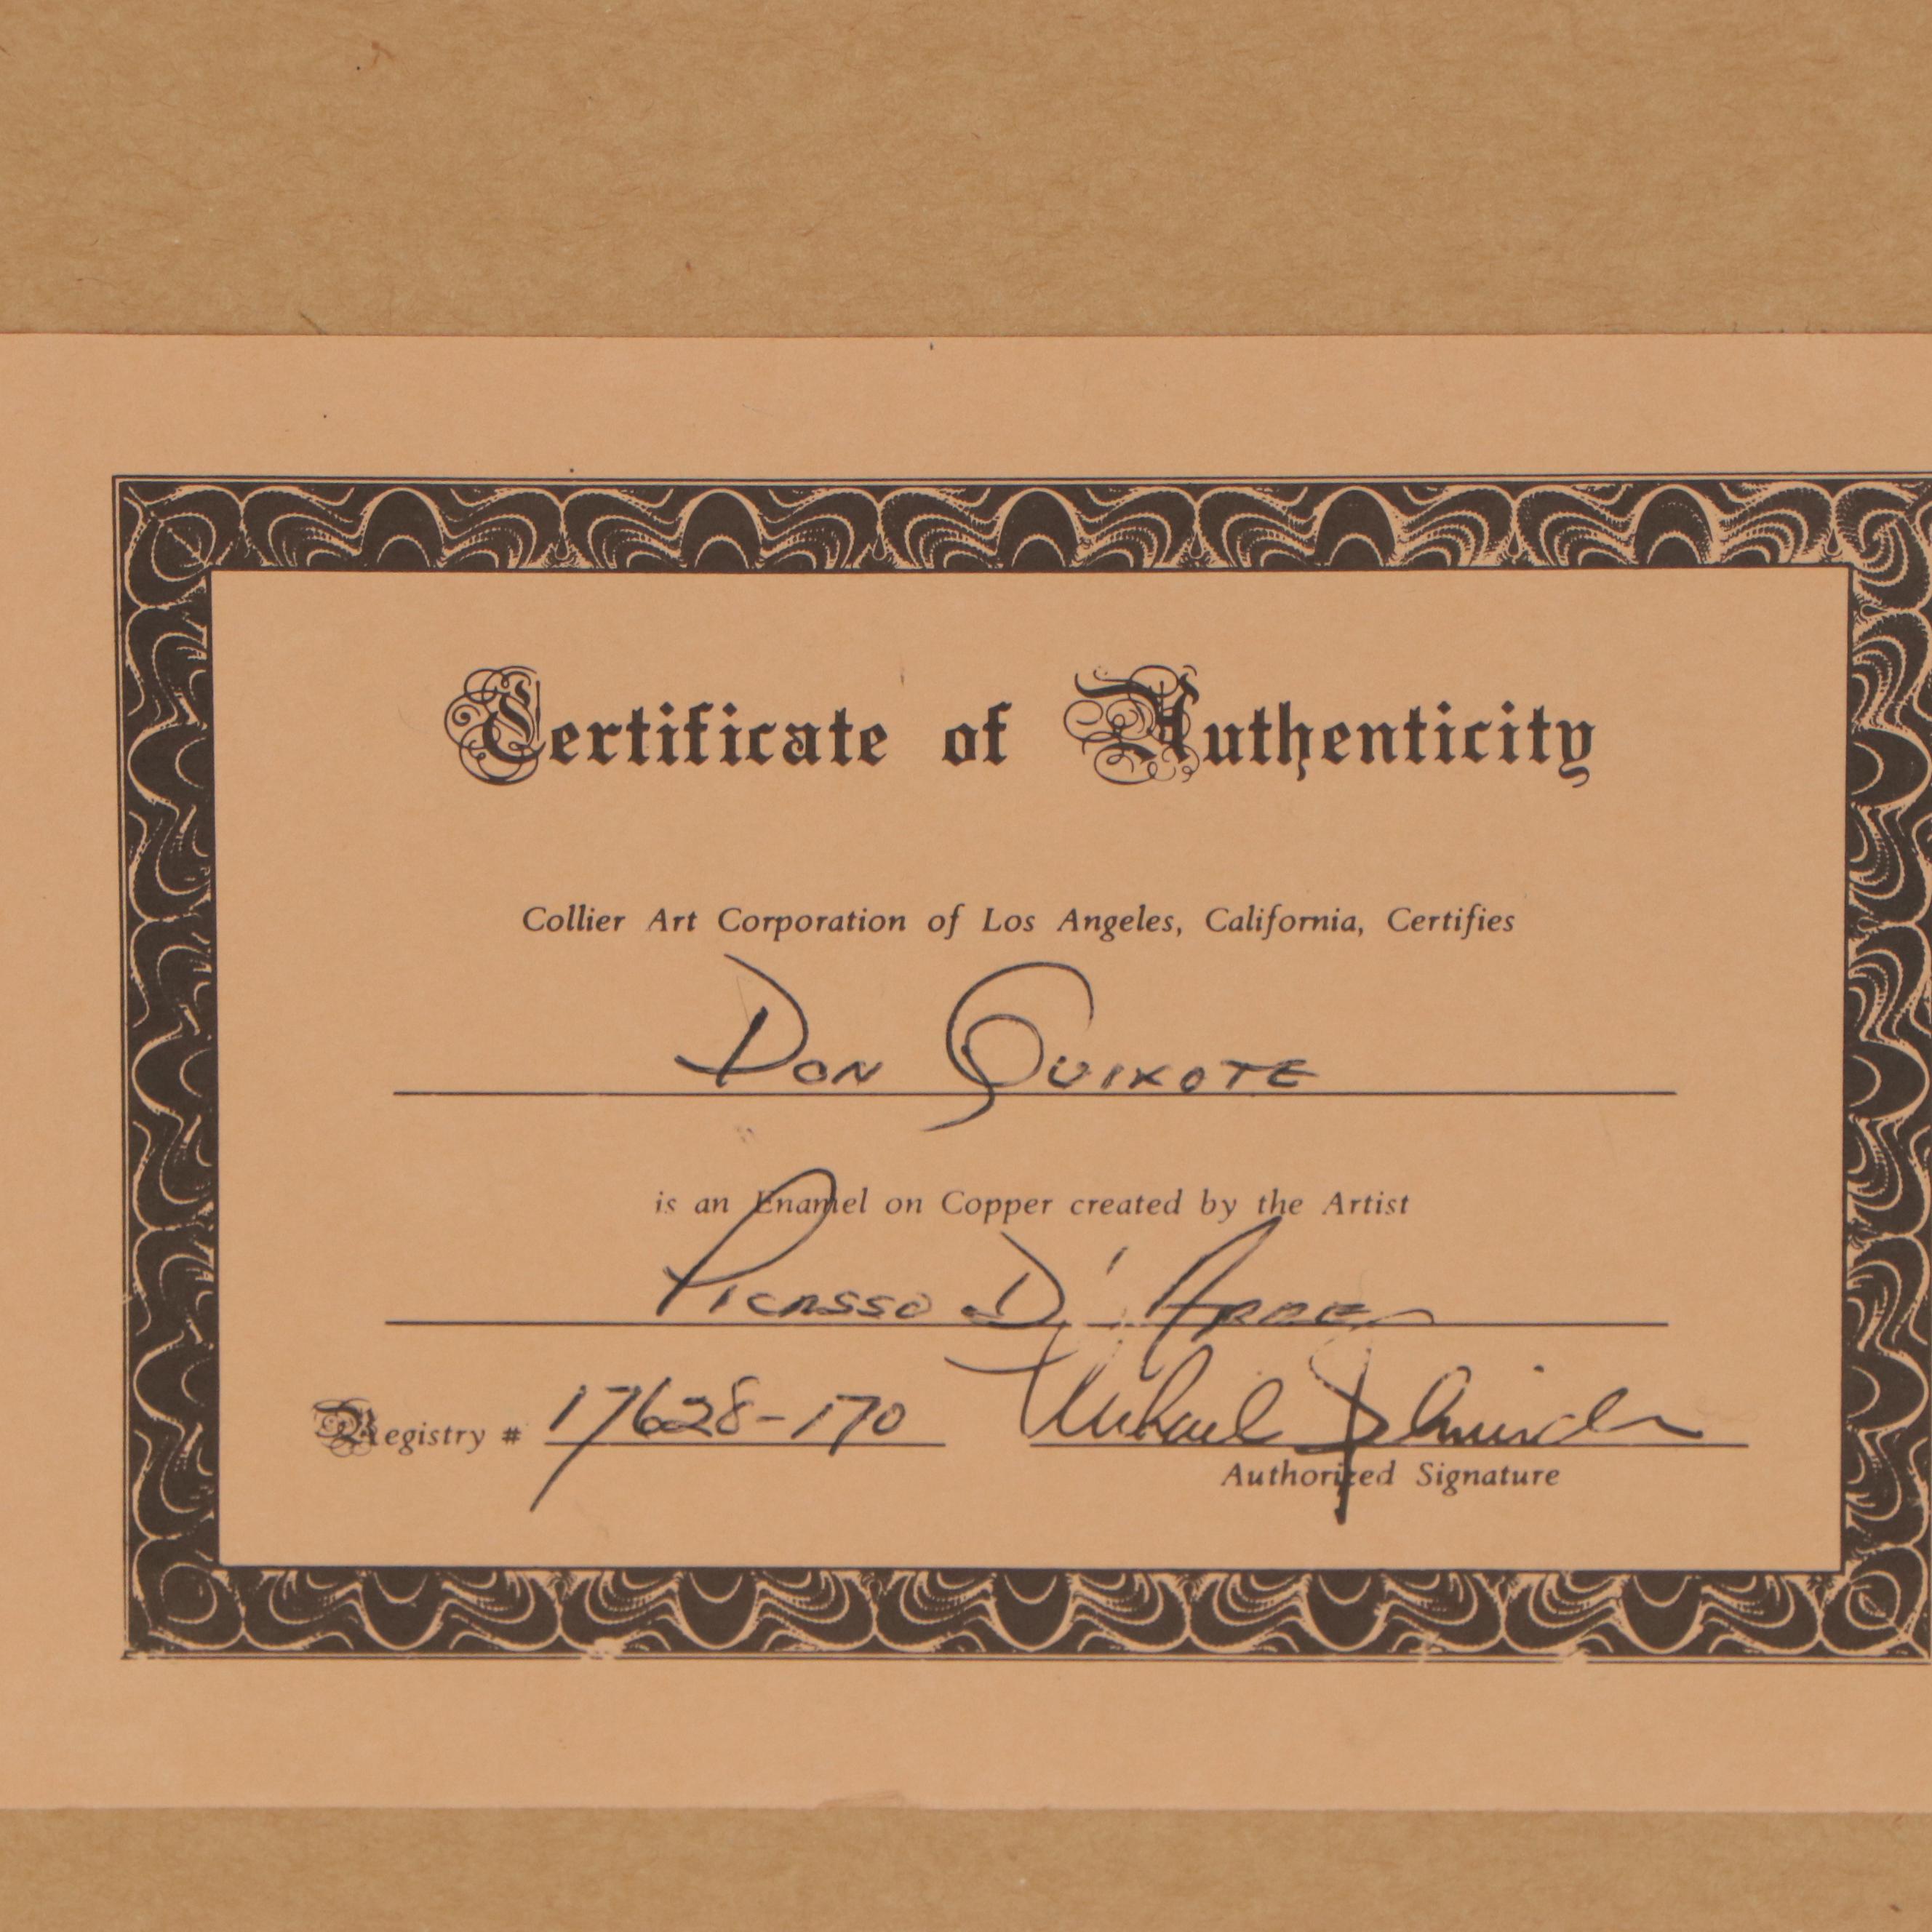 Certificate of Authenticity
Collier Art Corporation of Los Angeles, California, Certifies
DON QUIXOTE
is an Enamel on Copper created by the Artist
PICASSO D'
Registry # 17628-170 Michael
Authorized Signature